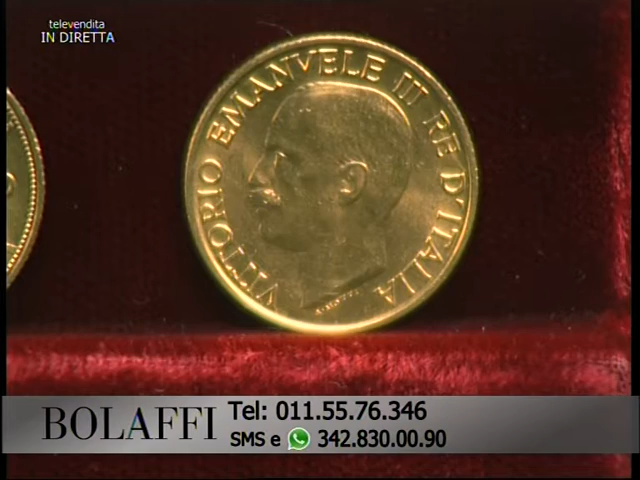 televendita
IN DIRETTA
VITTORIO EMANVELE III RE D'ITALIA
BOLAFFI
Tel: 011.55.76.346
SMS e 342.830.00.90